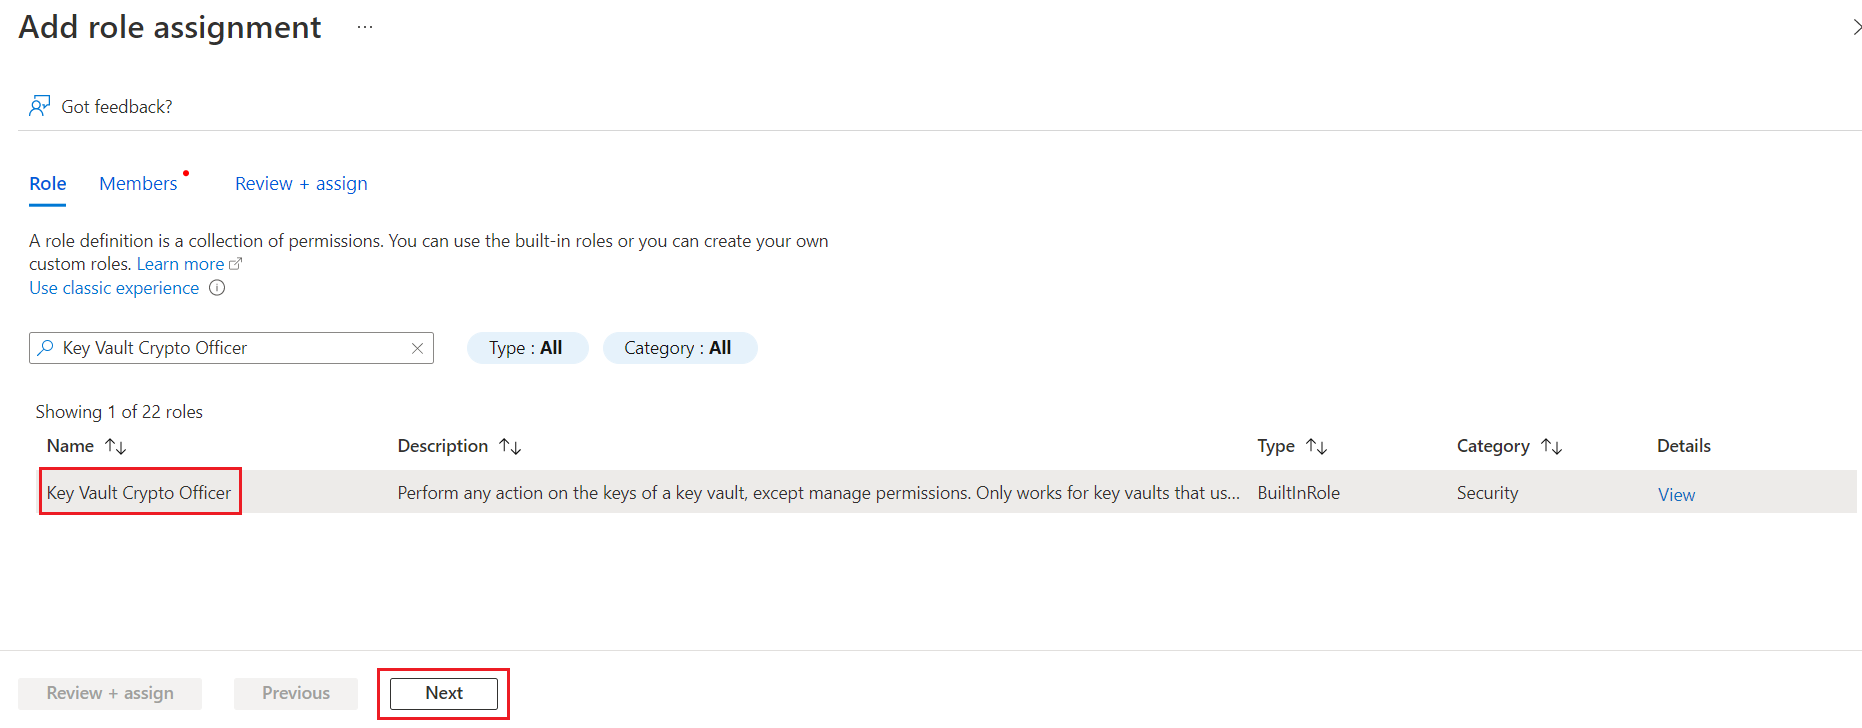 Add role assignment ...
Got feedback?
Role Members Review + assign
A role definition is a collection of permissions. You can use the built-in roles or you can create your own
custom roles. Learn more
Use classic experience
Key Vault Crypto Officer Type : All Category : All
Showing 1 of 22 roles
Name Description Type Category Details
Key Vault Crypto Officer Perform any action on the keys of a key vault, except manage permissions. Only works for key vaults that us... BuiltInRole Security View
Review + assign Previous Next